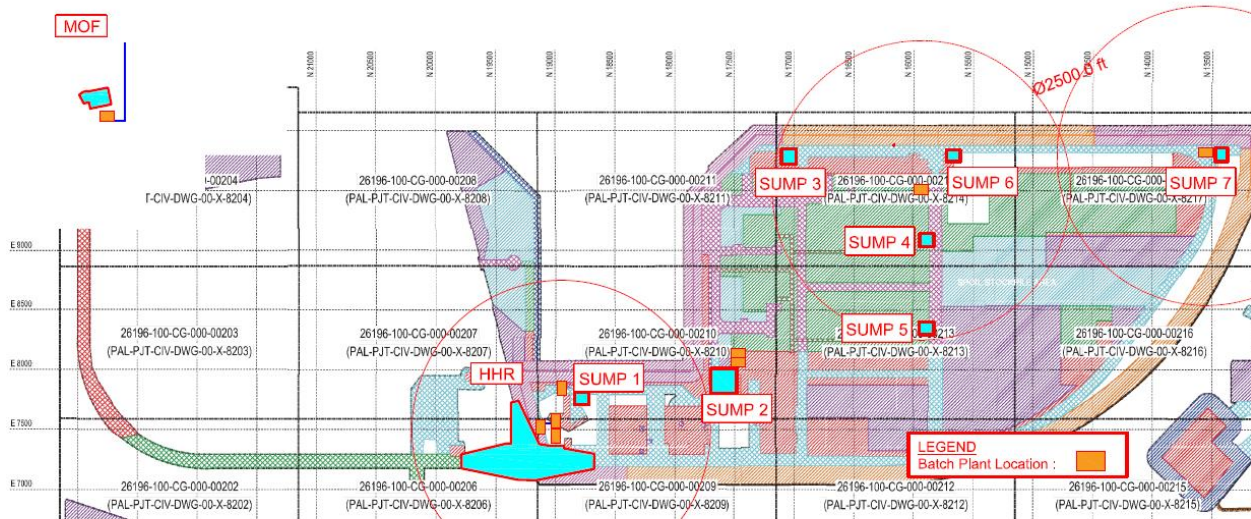 MOF
N 21000
N 20500
N 20000
N 19500
N 19000
N 18500
N 18000
N 17500
N 17000
N 16500
N 16000
N 15500
N 15000
N 14500
N 14000
N 13500
Ø2500.0 ft
SUMP 3
SUMP 6
SUMP 7
-00204
T-CIV-DWG-00-X-8204)
26196-100-CG-000-00208
(PAL-PJT-CIV-DWG-00-X-8208)
26196-100-CG-000-00211
(PAL-PJT-CIV-DWG-00-X-8211)
26196-100-CG-000-002
(PAL-PJT-CIV-DWG-00-X-8214)
26196-100-CG-000-
(PAL-PJT-CIV-DWG-00-X-8217)
SUMP 4
E 9000
E 8500
E 8000
E 7500
E 7000
SPOIL STOCKPILE AREA
26196-100-CG-000-00203
(PAL-PJT-CIV-DWG-00-X-8203)
26196-100-CG-000-00207
(PAL-PJT-CIV-DWG-00-X-8207)
26196-100-CG-000-00210
(PAL-PJT-CIV-DWG-00-X-8210)
SUMP 5
213
(PAL-PJT-CIV-DWG-00-X-8213)
26196-100-CG-000-00216
(PAL-PJT-CIV-DWG-00-X-8216)
HHR
SUMP 1
SUMP 2
LEGEND
Batch Plant Location :
26196-100-CG-000-00202
(PAL-PJT-CIV-DWG-00-X-8202)
26196-100-CG-000-00206
(PAL-PJT-CIV-DWG-00-X-8206)
26196-100-CG-000-00209
(PAL-PJT-CIV-DWG-00-X-8209)
26196-100-CG-000-00212
(PAL-PJT-CIV-DWG-00-X-8212)
26196-100-CG-000-00215
(PAL-PJT-CIV-DWG-00-X-8215)